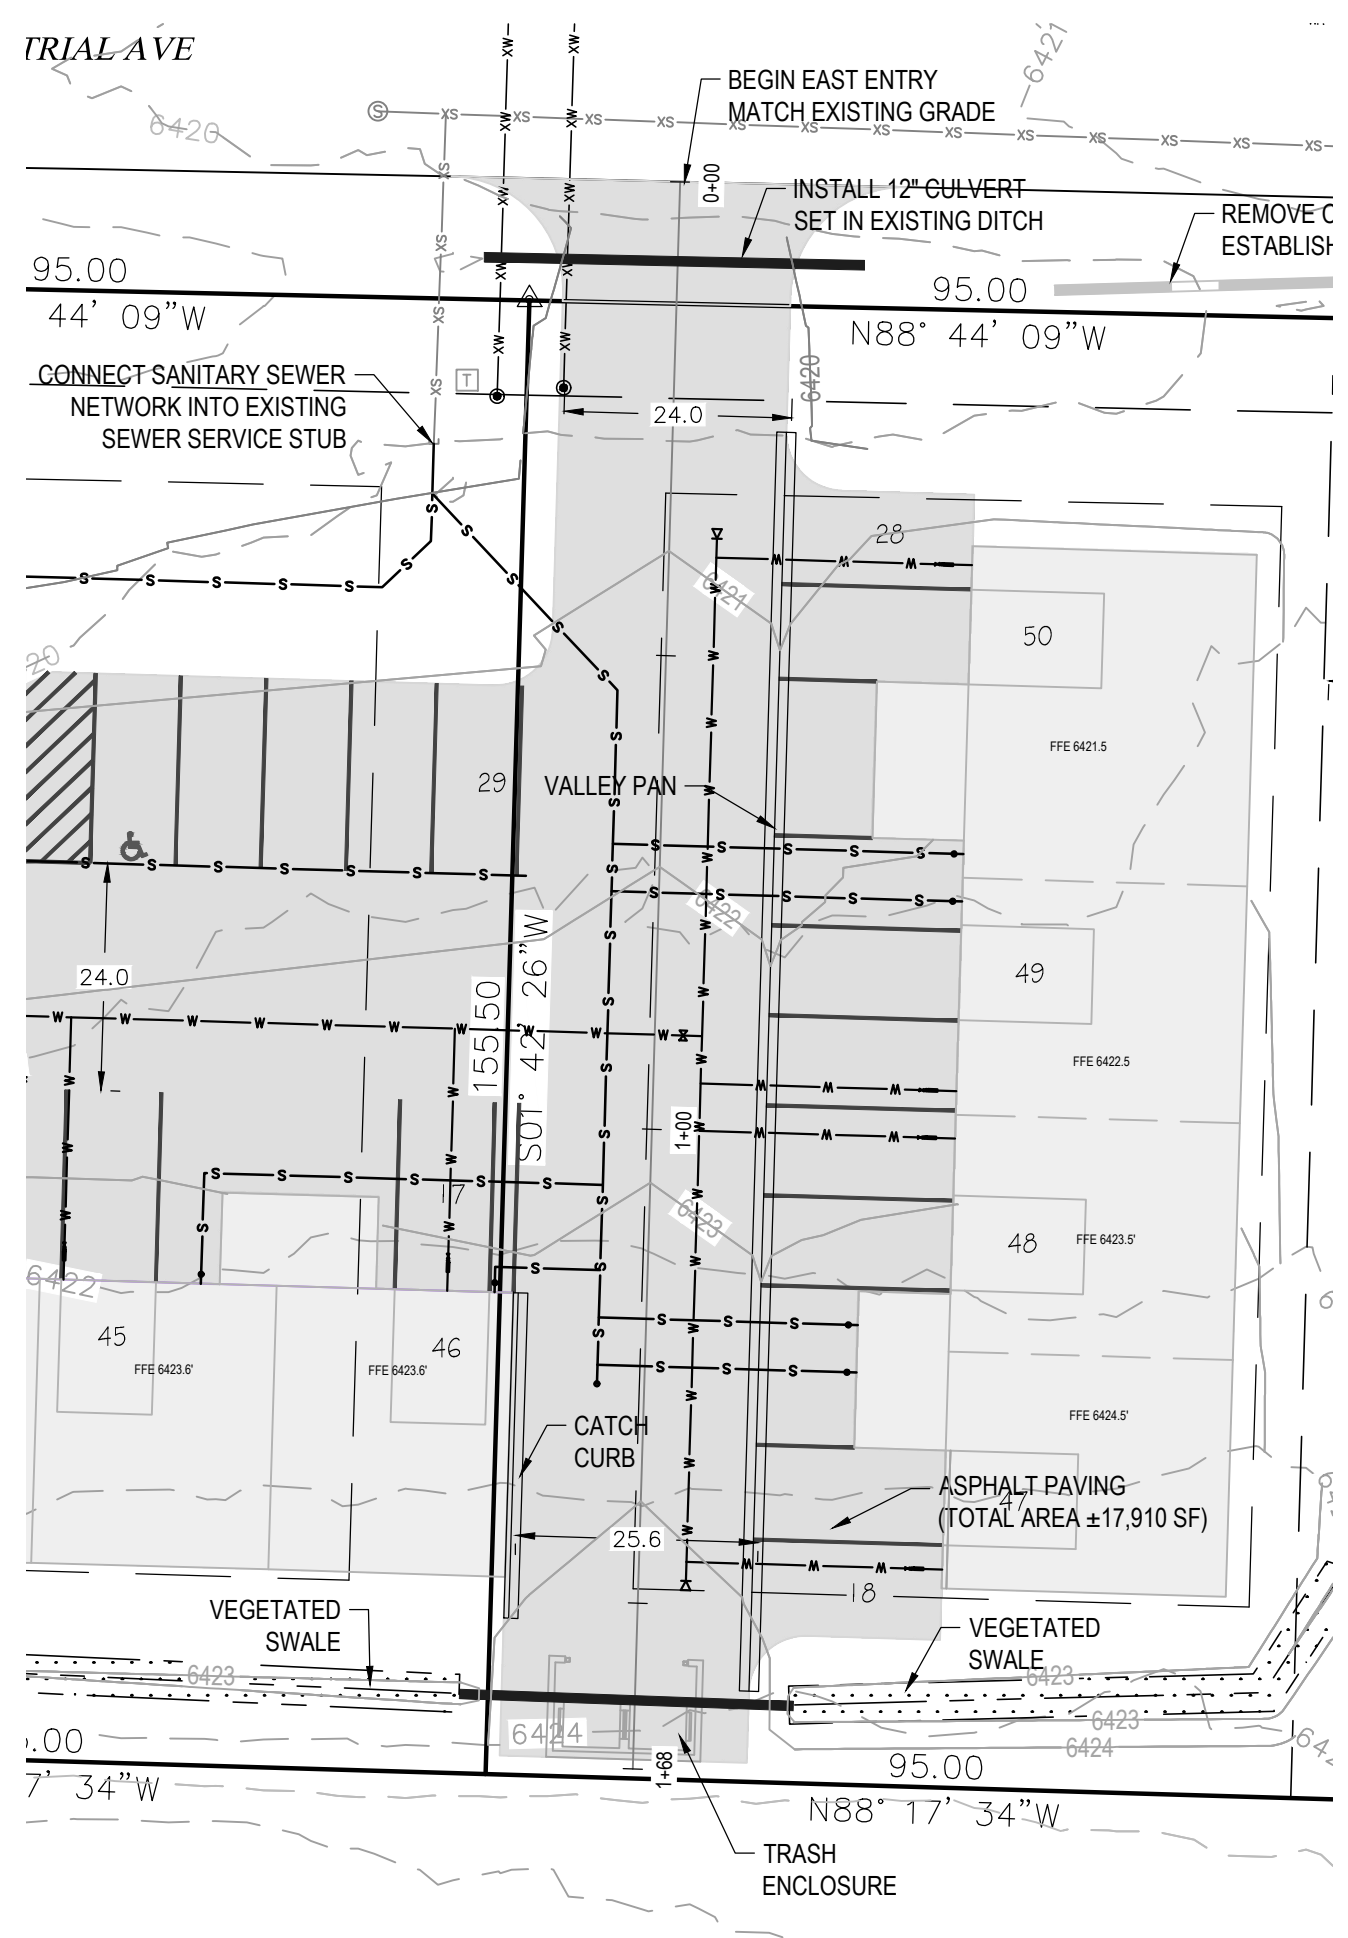 TRIAL AVE
6421
BEGIN EAST ENTRY
MATCH EXISTING GRADE
6420
0+00
INSTALL 12" CULVERT
SET IN EXISTING DITCH
REMOVE C
ESTABLISH
95.00
95.00
44' 09"W
N88° 44' 09"W
CONNECT SANITARY SEWER
NETWORK INTO EXISTING
SEWER SERVICE STUB
T
24.0
6420
28
6421
50
20
FFE 6421.5
29
VALLEY PAN
6422
24.0
49
155.50
S01° 42' 26"W
FFE 6422.5
1+00
17
6423
48
FFE 6423.5'
6422
45
46
FFE 6423.6'
FFE 6423.6'
FFE 6424.5'
CATCH
CURB
47
ASPHALT PAVING
(TOTAL AREA ±17,910 SF)
25.6
18
VEGETATED
SWALE
VEGETATED
SWALE
6423
6423
6423
6424
6424
.00
95.00
7' 34"W
1+68
N88° 17' 34"W
TRASH
ENCLOSURE